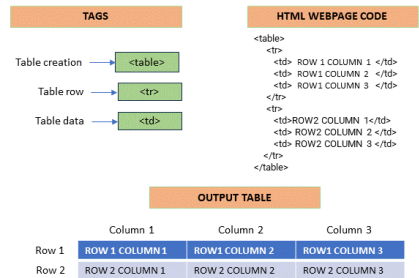 TAGS
Table creation
<table>
Table row
<tr>
Table data
<td>
HTML WEBPAGE CODE
<table>
<tr>
<td> ROW 1 COLUMN 1 </td>
<td> ROW1 COLUMN 2 </td>
<td> ROW1 COLUMN 3 </td>
</tr>
<tr>
<td>ROW2 COLUMN 1</td>
<td> ROW2 COLUMN 2 </td>
<td> ROW2 COLUMN 3 </td>
</tr>
</table>
OUTPUT TABLE
Column 1 Column 2 Column 3
Row 1 ROW 1 COLUMN 1 ROW1 COLUMN 2 ROW1 COLUMN 3
Row 2 ROW 2 COLUMN 1 ROW 2 COLUMN 2 ROW 2 COLUMN 3